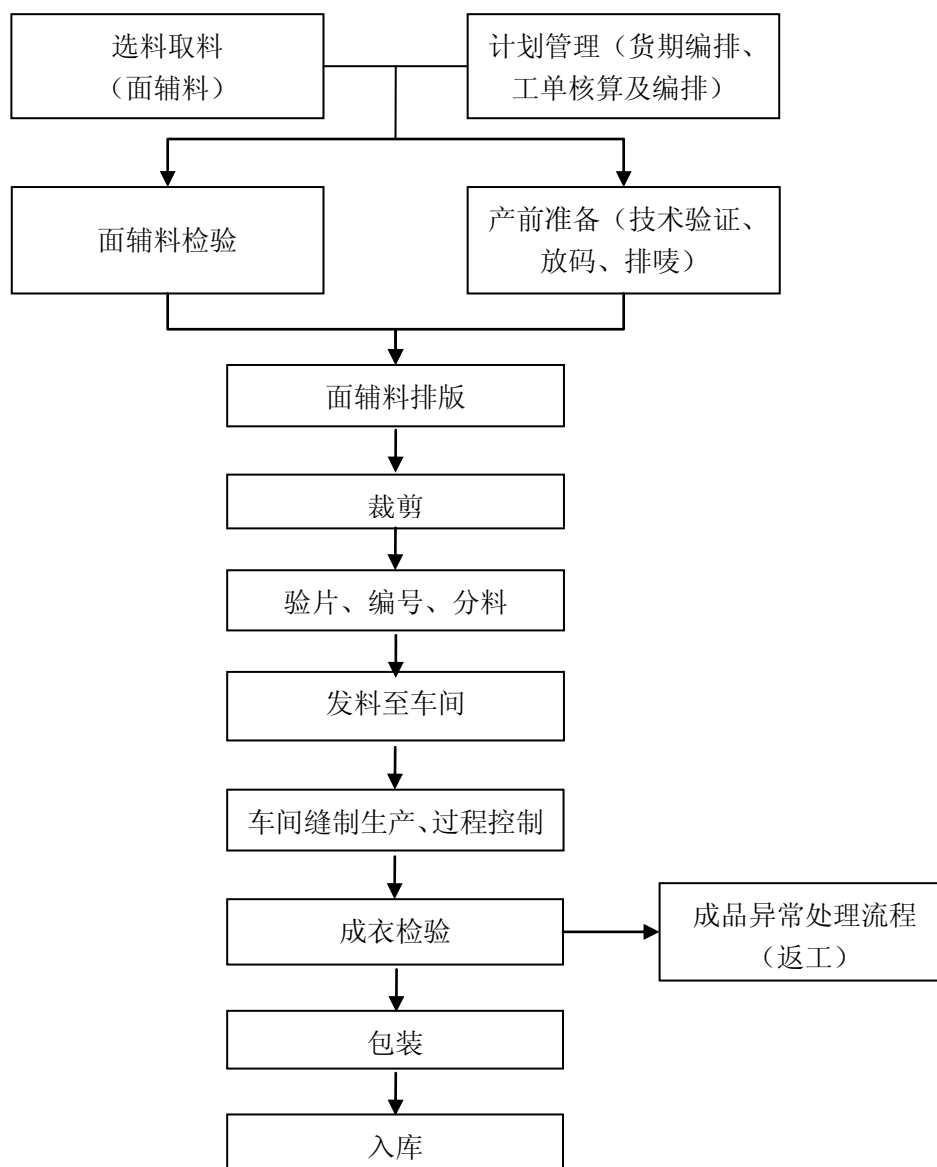 选料取料
（面辅料）
计划管理（货期编排、
工单核算及编排）
面辅料检验
产前准备（技术验证、
放码、排唛）
面辅料排版
裁剪
验片、编号、分料
发料至车间
车间缝制生产、过程控制
成衣检验
成品异常处理流程
（返工）
包装
入库